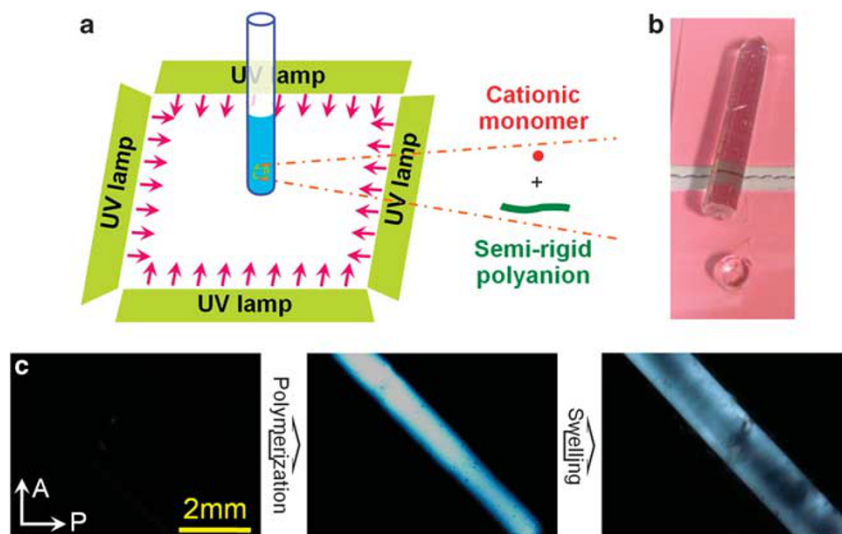 a
b
UV lamp
UV lamp
UV lamp
UV lamp
Cationic
monomer
+
Semi-rigid
polyanion
c
A
P
2mm
Polymerization
Swelling